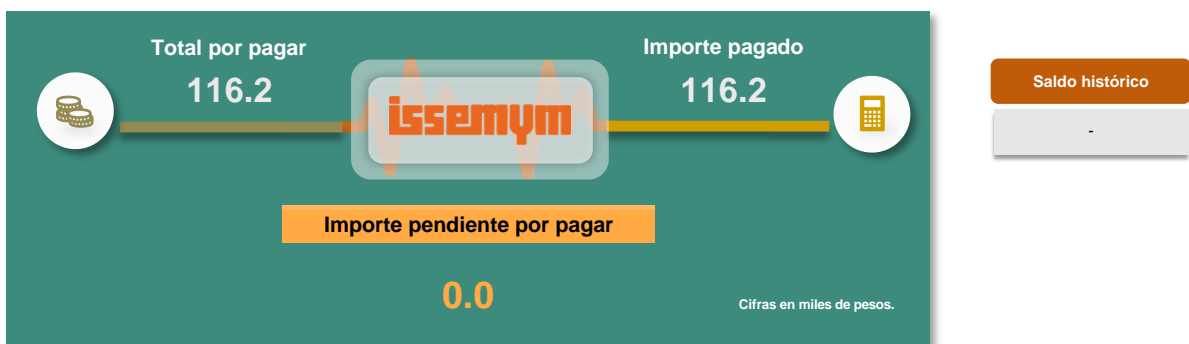 Total por pagar
116.2
issemym
Importe pagado
116.2
Importe pendiente por pagar
0.0
Cifras en miles de pesos.
Saldo histórico
-